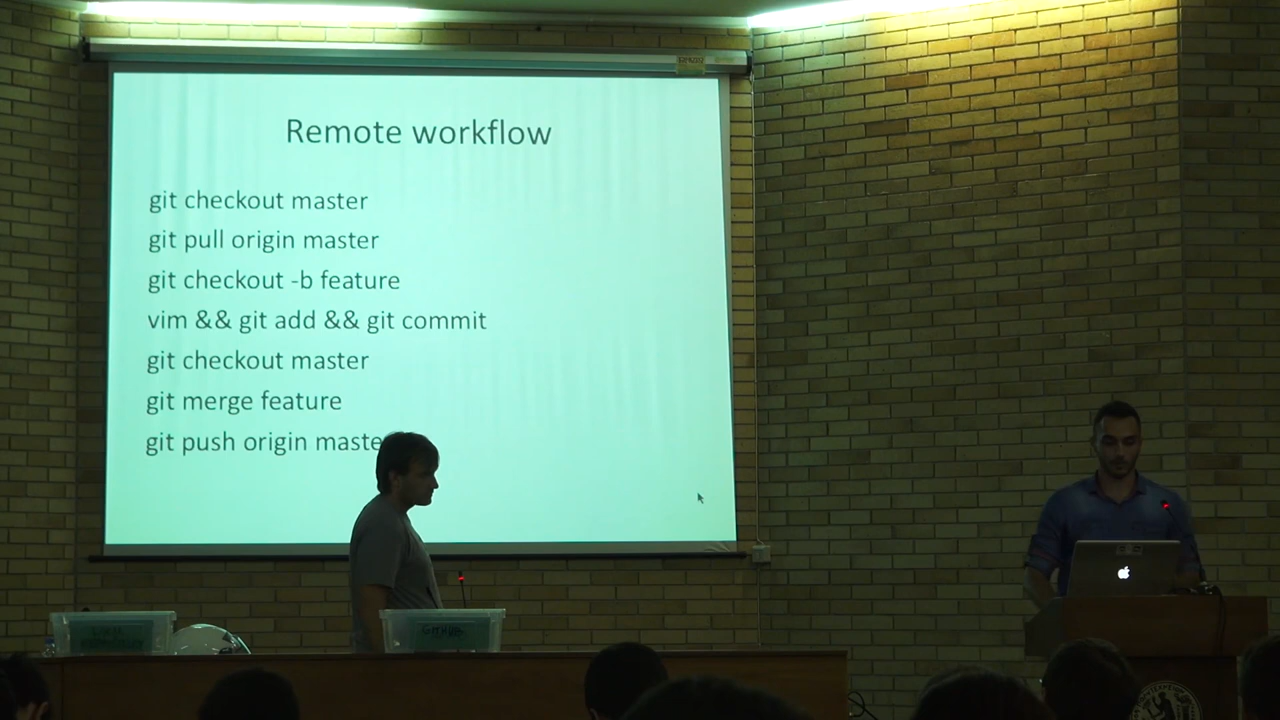 Remote workflow
git checkout master
git pull origin master
git checkout -b feature
vim && git add && git commit
git checkout master
git merge feature
git push origin maste
GitHub